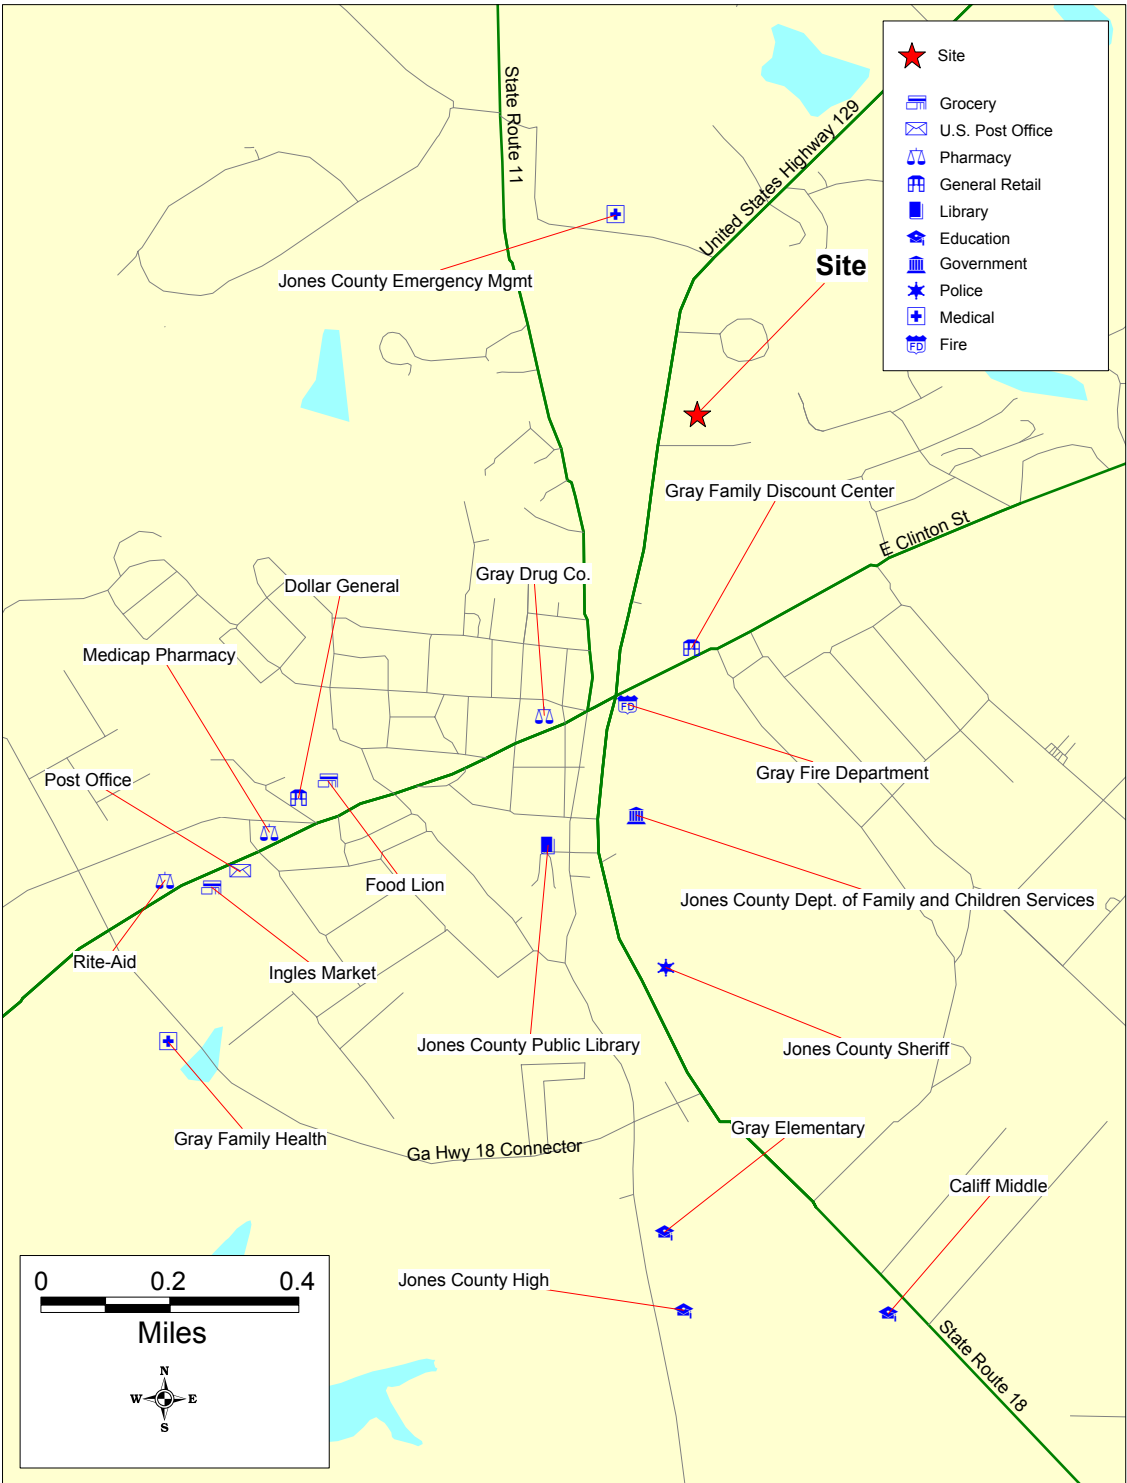 Site
Grocery
U.S. Post Office
Pharmacy
General Retail
Library
Education
Government
Police
Medical
FD
Fire
State Route 11
United States Highway 129
Site
Jones County Emergency Mgmt
Gray Family Discount Center
E Clinton St
Gray Drug Co.
Dollar General
Medicap Pharmacy
FD
Gray Fire Department
Post Office
Food Lion
Jones County Dept. of Family and Children Services
Rite-Aid
Ingles Market
Jones County Public Library
Jones County Sheriff
Gray Elementary
Gray Family Health
Ga Hwy 18 Connector
Califf Middle
Jones County High
State Route 18
0 0.2 0.4
Miles
N
W E
S